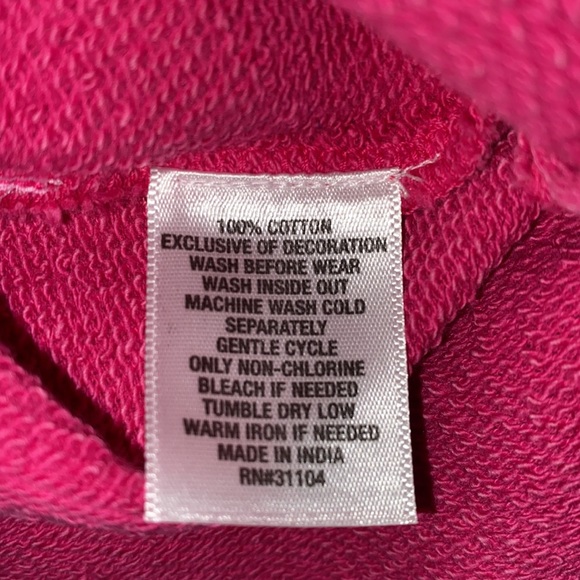 100% COTTON
EXCLUSIVE OF DECORATION
WASH BEFORE WEAR
WASH INSIDE OUT
MACHINE WASH COLD
SEPARATELY
GENTLE CYCLE
ONLY NON-CHLORINE
BLEACH IF NEEDED
TUMBLE DRY LOW
WARM IRON IF NEEDED
MADE IN INDIA
RN#31104